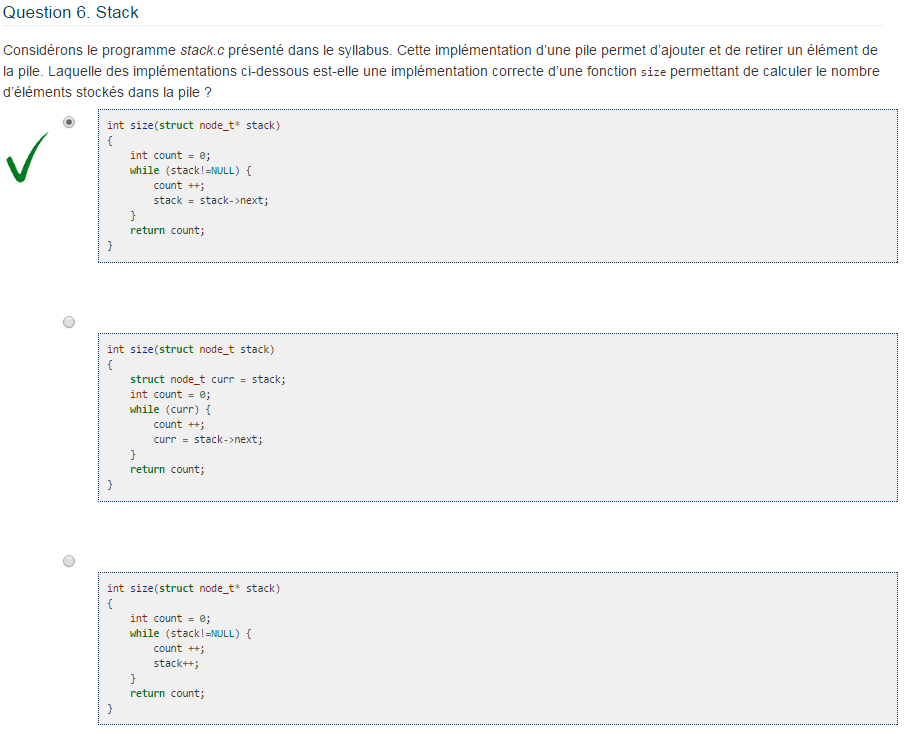 Question 6. Stack
Considérons le programme stack.c présenté dans le syllabus. Cette implémentation d'une pile permet d'ajouter et de retirer un élément de
la pile. Laquelle des implémentations ci-dessous est-elle une implémentation correcte d'une fonction size permettant de calculer le nombre
d'éléments stockés dans la pile ?
int size(struct node_t* stack)
{
    int count = 0;
    while (stack!=NULL) {
        count ++;
        stack = stack->next;
    }
    return count;
}
int size(struct node_t stack)
{
    struct node_t curr = stack;
    int count = 0;
    while (curr) {
        count ++;
        curr = stack->next;
    }
    return count;
}
int size(struct node_t* stack)
{
    int count = 0;
    while (stack!=NULL) {
        count ++;
        stack++;
    }
    return count;
}